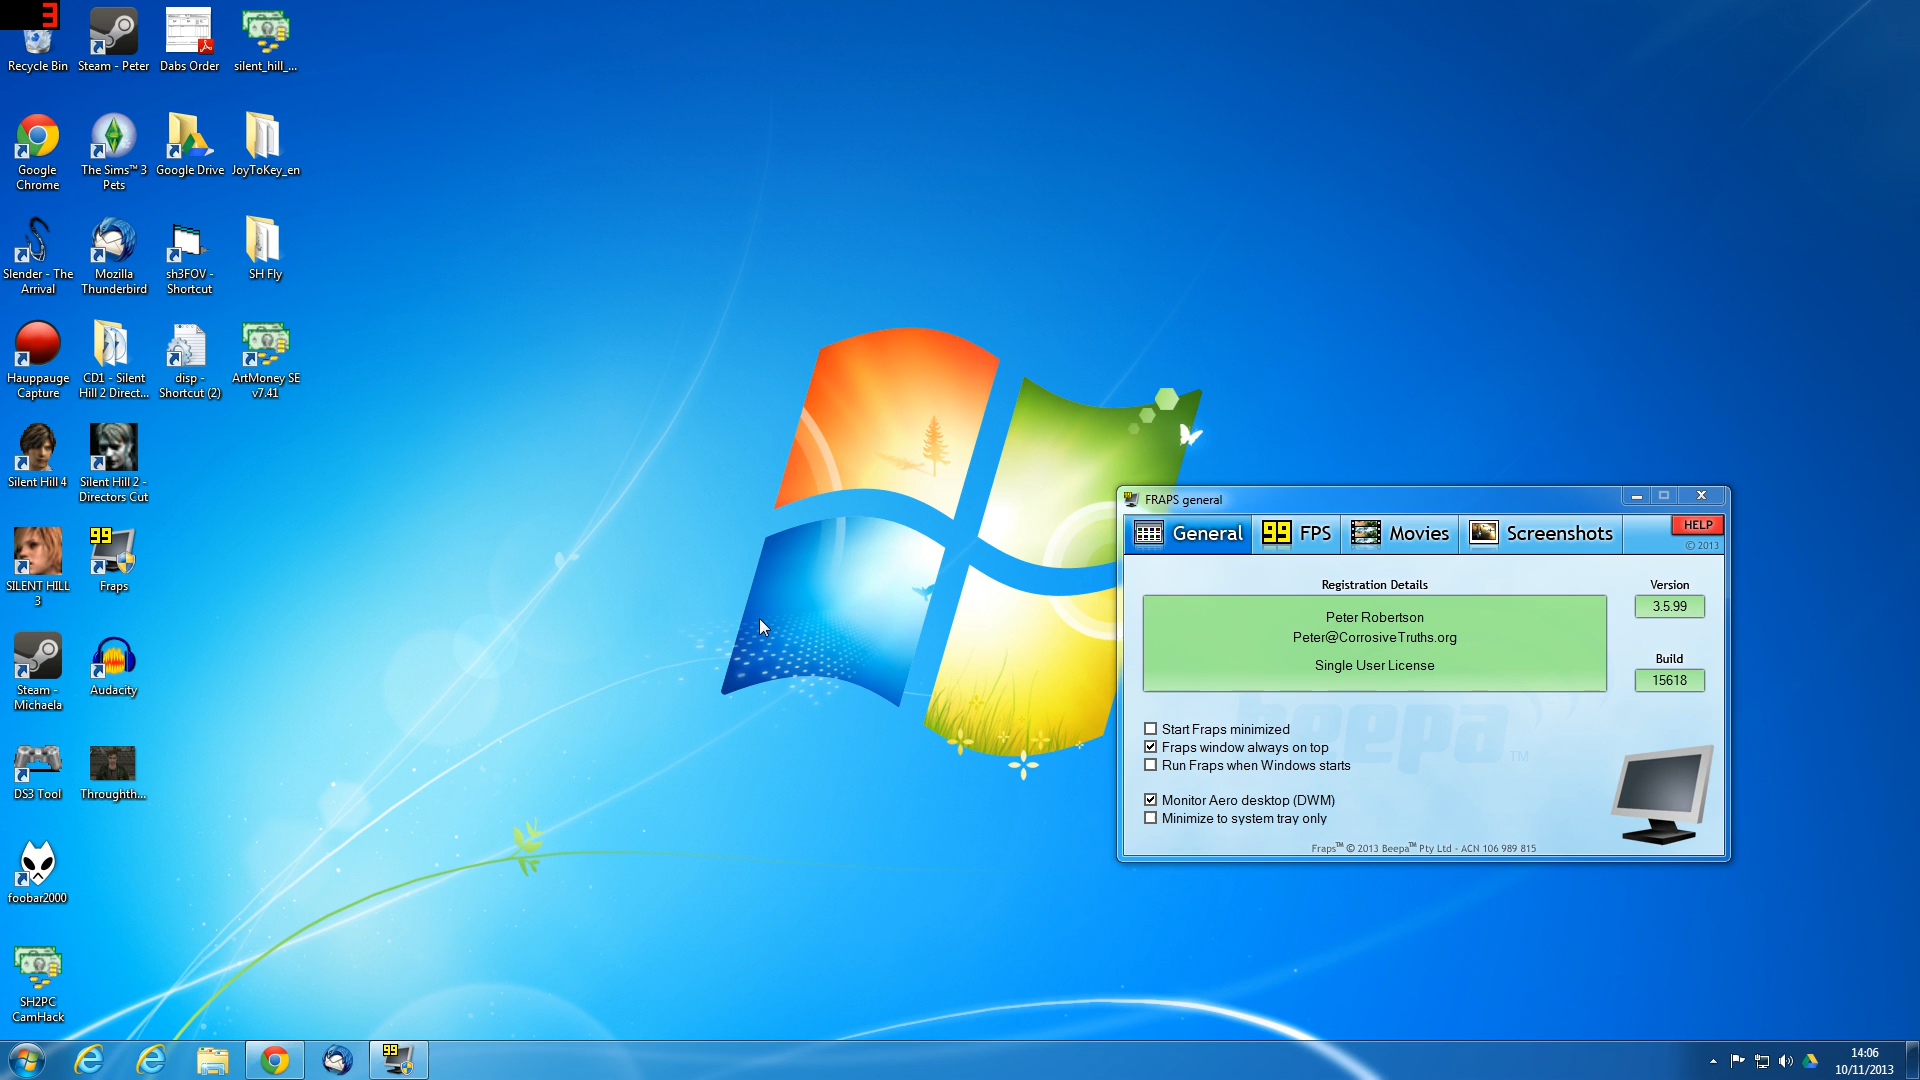 3
Recycle Bin
Steam - Peter
Dabs Order
silent_hill_...
Google
Chrome
The Sims™ 3
Pets
Google Drive
JoyToKey_en
Slender - The
Arrival
Mozilla
Thunderbird
sh3FOV -
Shortcut
SH Fly
Hauppauge
Capture
CD1 - Silent
Hill 2 Direct...
disp -
Shortcut (2)
ArtMoney SE
v7.41
Silent Hill 4
Silent Hill 2 -
Directors Cut
SILENT HILL
3
99
Fraps
Steam -
Michaela
Audacity
DS3 Tool
Throughth...
foobar2000
SH2PC
CamHack
FRAPS general
General
99 FPS
Movies
Screenshots
HELP
© 2013
Registration Details
Peter Robertson
Peter@CorrosiveTruths.org
Single User License
Version
3.5.99
Build
15618
beepa™
Start Fraps minimized
Fraps window always on top
Run Fraps when Windows starts
Monitor Aero desktop (DWM)
Minimize to system tray only
Fraps™ © 2013 Beepa™ Pty Ltd - ACN 106 989 815
99
14:06
10/11/2013